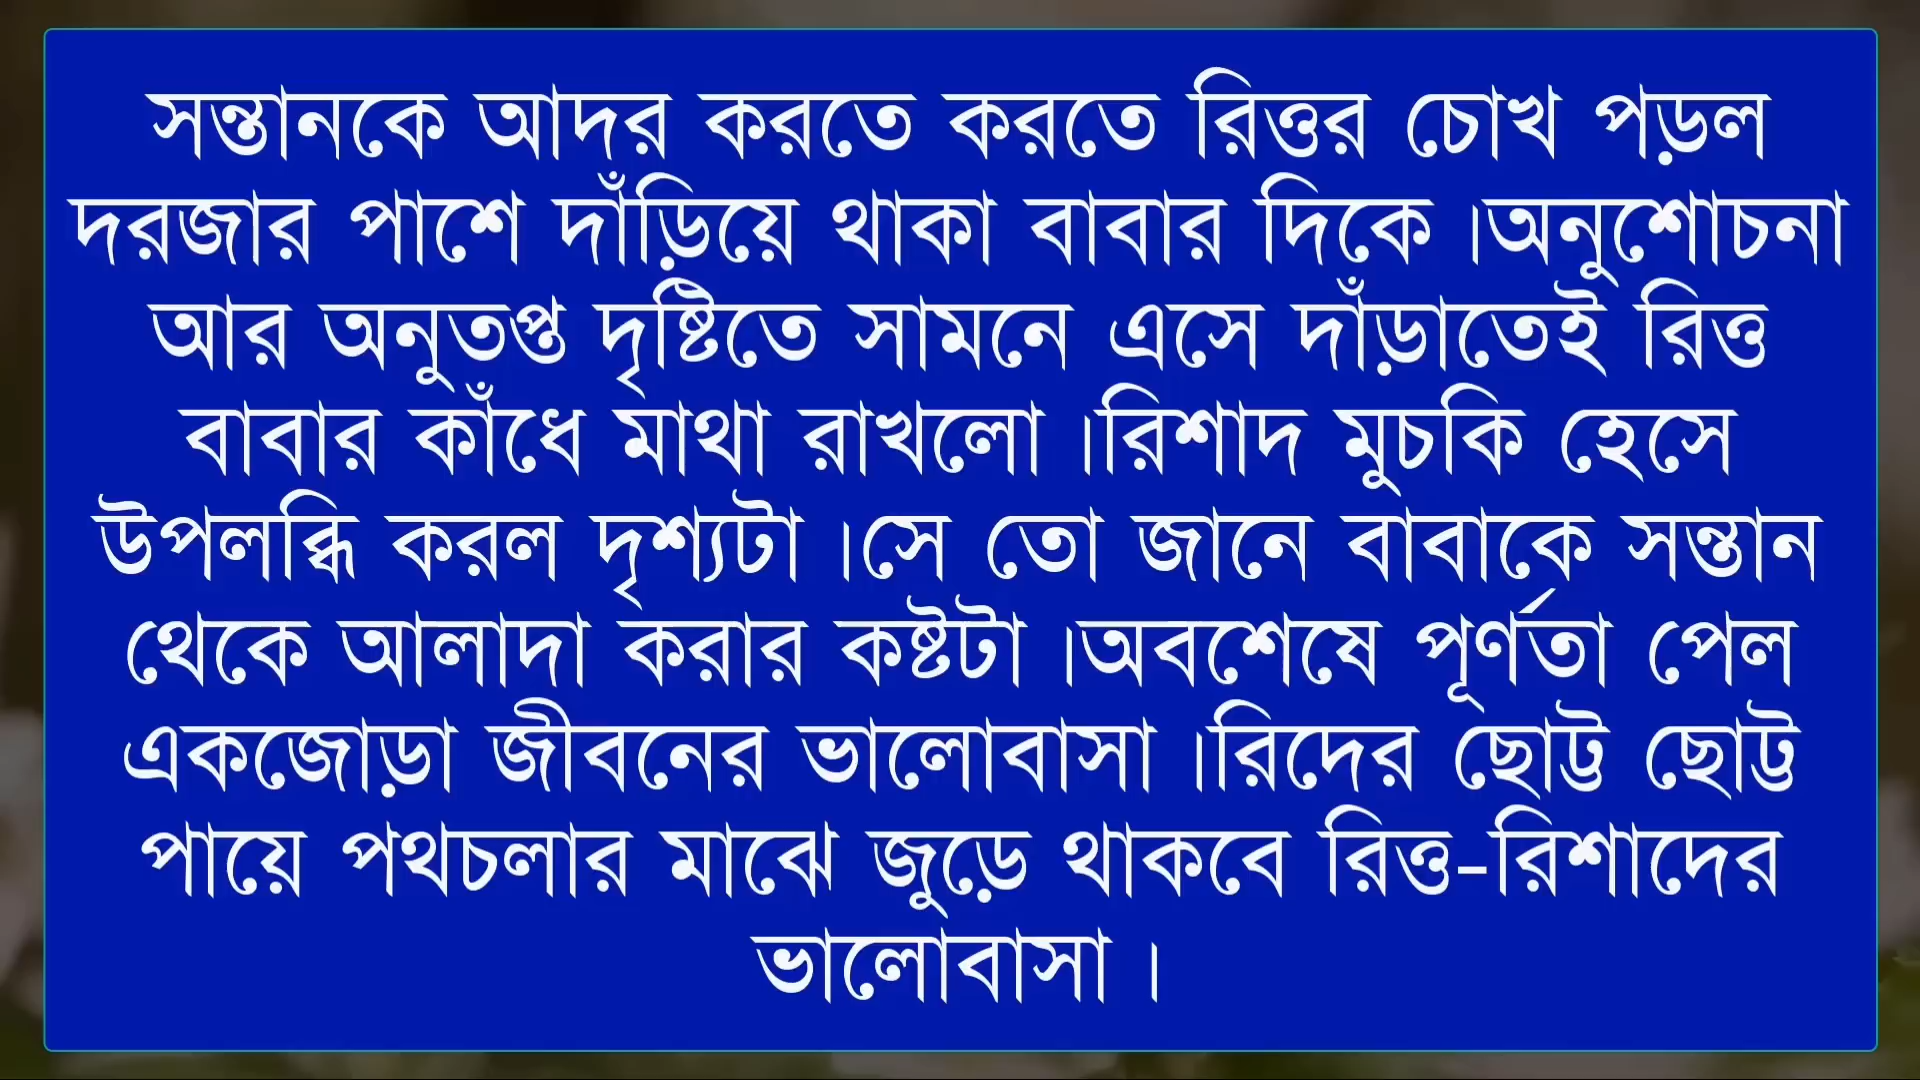 সন্তানকে আদর করতে করতে রিত্তর চোখ পড়ল
দরজার পাশে দাঁড়িয়ে থাকা বাবার দিকে ।অনুশোচনা
আর অনুতপ্ত দৃষ্টিতে সামনে এসে দাঁড়াতেই রিত্ত
বাবার কাঁধে মাথা রাখলো ।রিশাদ মুচকি হেসে
উপলব্ধি করল দৃশ্যটা ।সে তো জানে বাবাকে সন্তান
থেকে আলাদা করার কষ্টটা ।অবশেষে পূর্ণতা পেল
একজোড়া জীবনের ভালোবাসা ।রিদের ছোট্ট ছোট্ট
পায়ে পথচলার মাঝে জুড়ে থাকবে রিত্ত-রিশাদের
ভালোবাসা ।